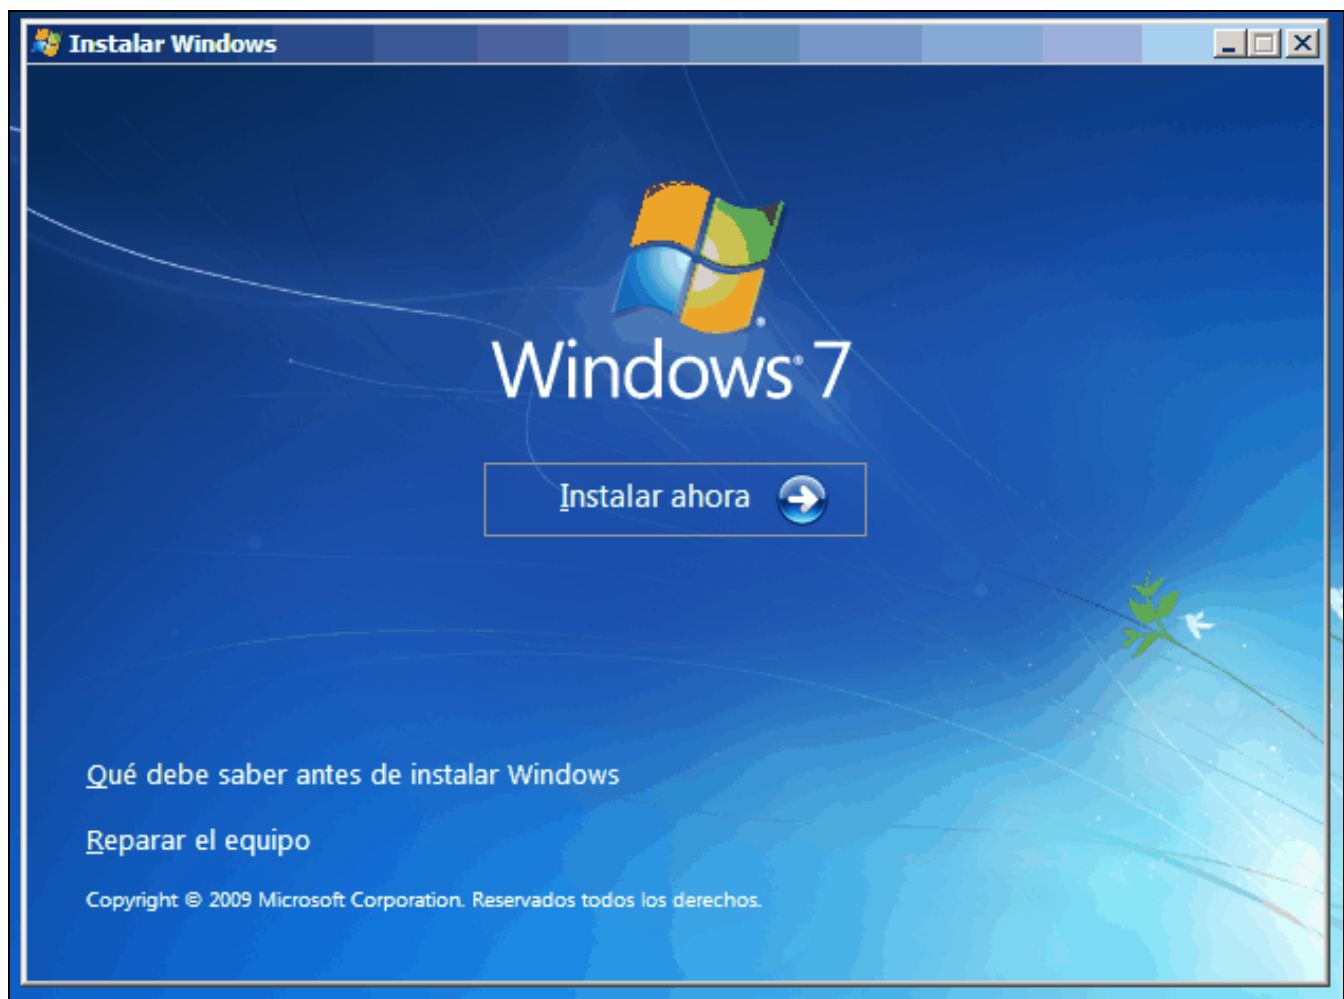 Instalar Windows
Windows® 7
Instalar ahora
Qué debe saber antes de instalar Windows
Reparar el equipo
Copyright © 2009 Microsoft Corporation. Reservados todos los derechos.